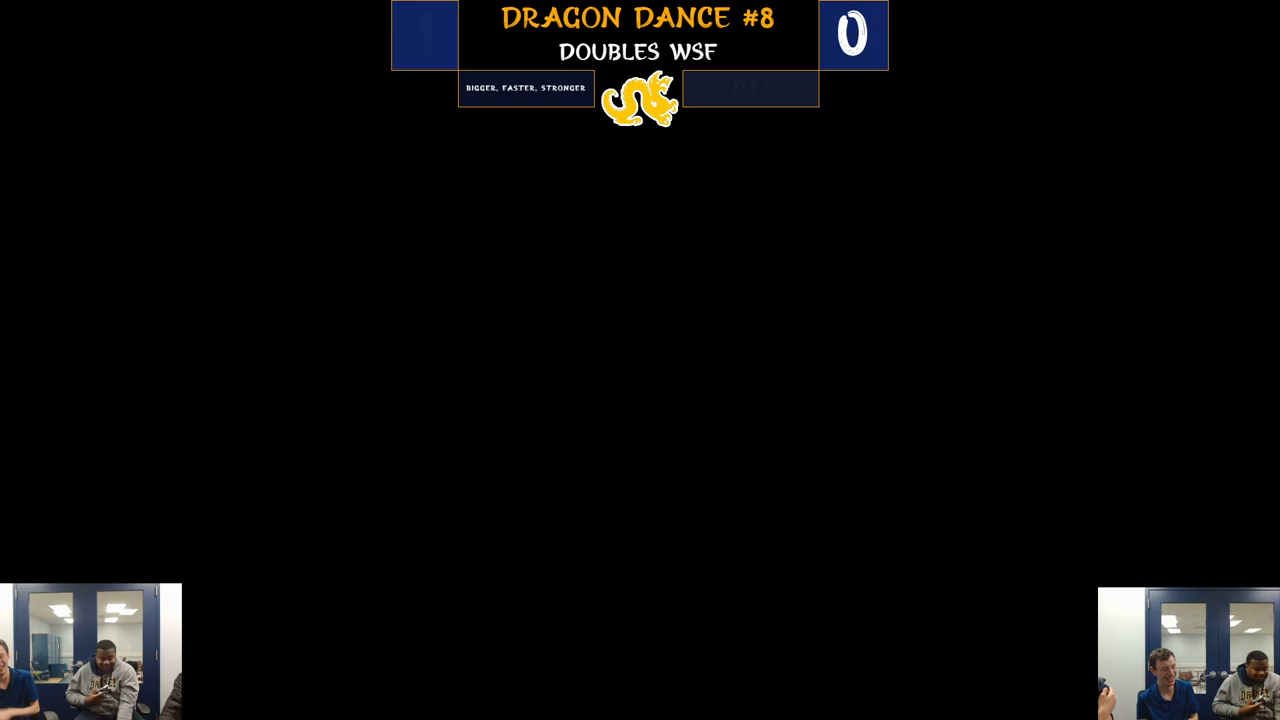 DRAGON DANCE #8
0
DOUBLES WSF
BIGGER, FASTER, STRONGER